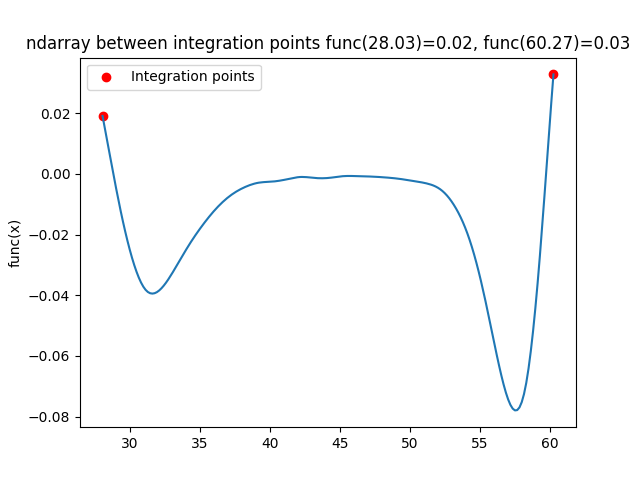 ndarray between integration points func(28.03)=0.02, func(60.27)=0.03
Integration points
func(x)
0.02
0.00
−0.02
−0.04
−0.06
−0.08
30 35 40 45 50 55 60